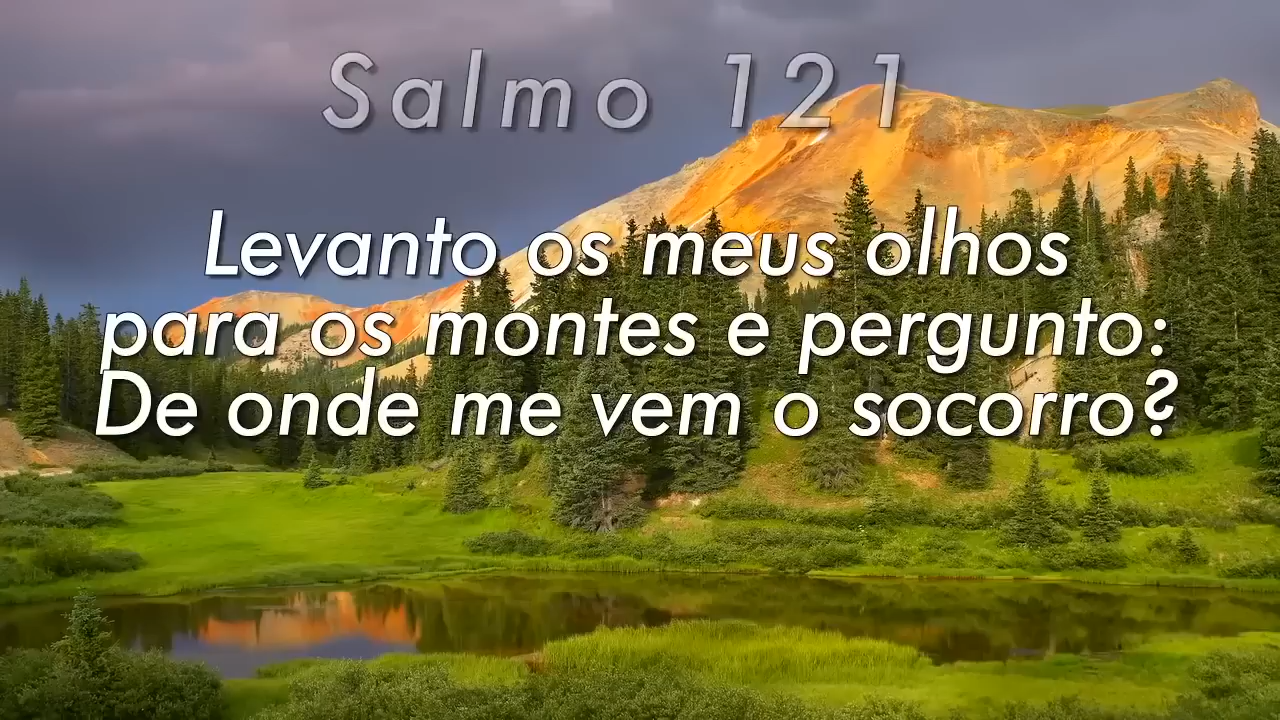 Salmo 121
Levanto os meus olhos
para os montes e pergunto:
De onde me vem o socorro?